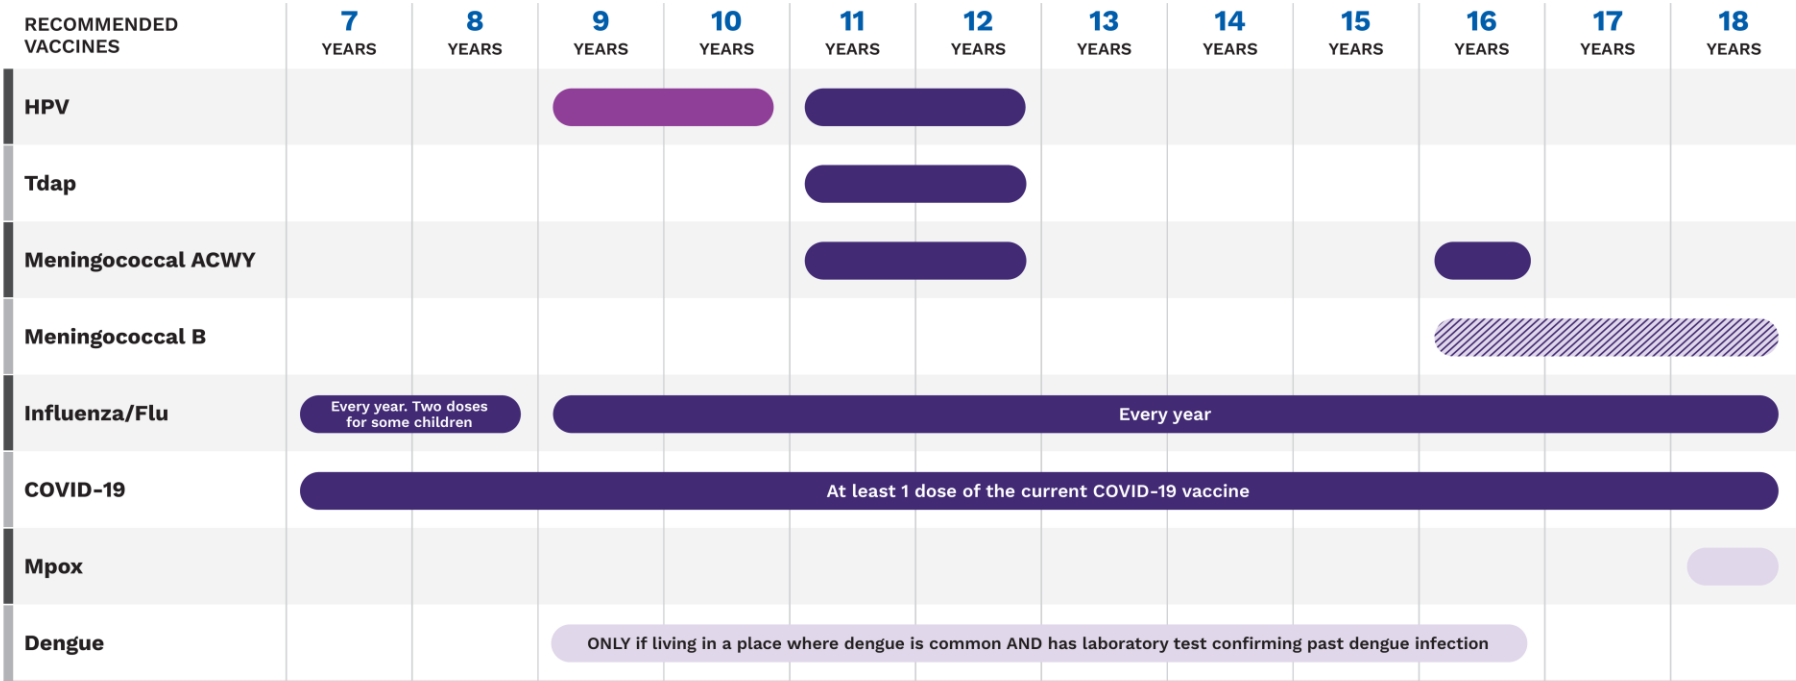 RECOMMENDED
VACCINES
7 8 9 10 11 12 13 14 15 16 17 18
YEARS YEARS YEARS YEARS YEARS YEARS YEARS YEARS YEARS YEARS YEARS YEARS
HPV
Tdap
Meningococcal ACWY
Meningococcal B
Influenza/Flu
Every year. Two doses
for some children
Every year
COVID-19
At least 1 dose of the current COVID-19 vaccine
Mpox
Dengue
ONLY if living in a place where dengue is common AND has laboratory test confirming past dengue infection